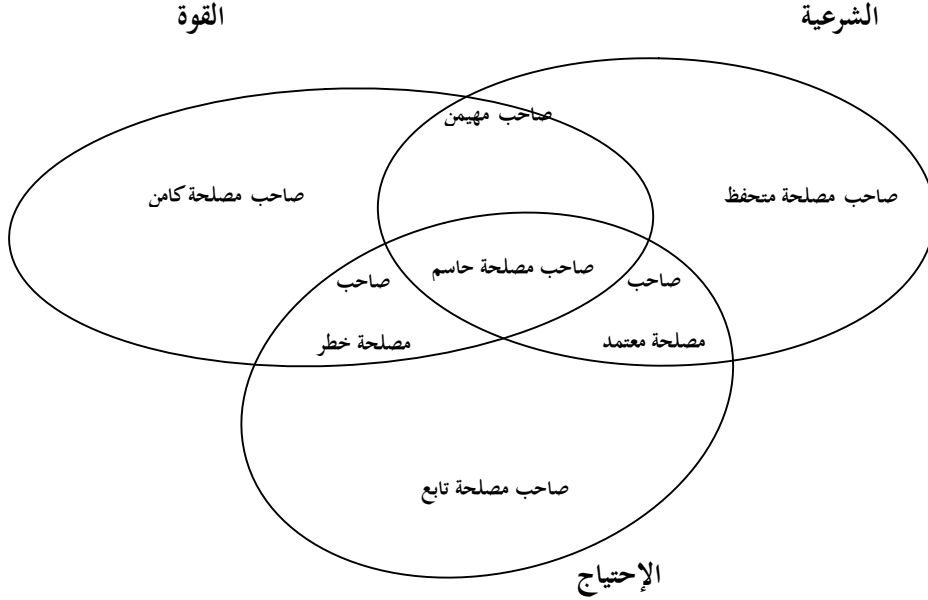 الشرعية
القوة
صاحب مهيمن
صاحب مصلحة متحفظ
صاحب مصلحة كامن
صاحب مصلحة حاسم
صاحب
مصلحة معتمد
صاحب
مصلحة خطر
صاحب مصلحة تابع
الإحتياج